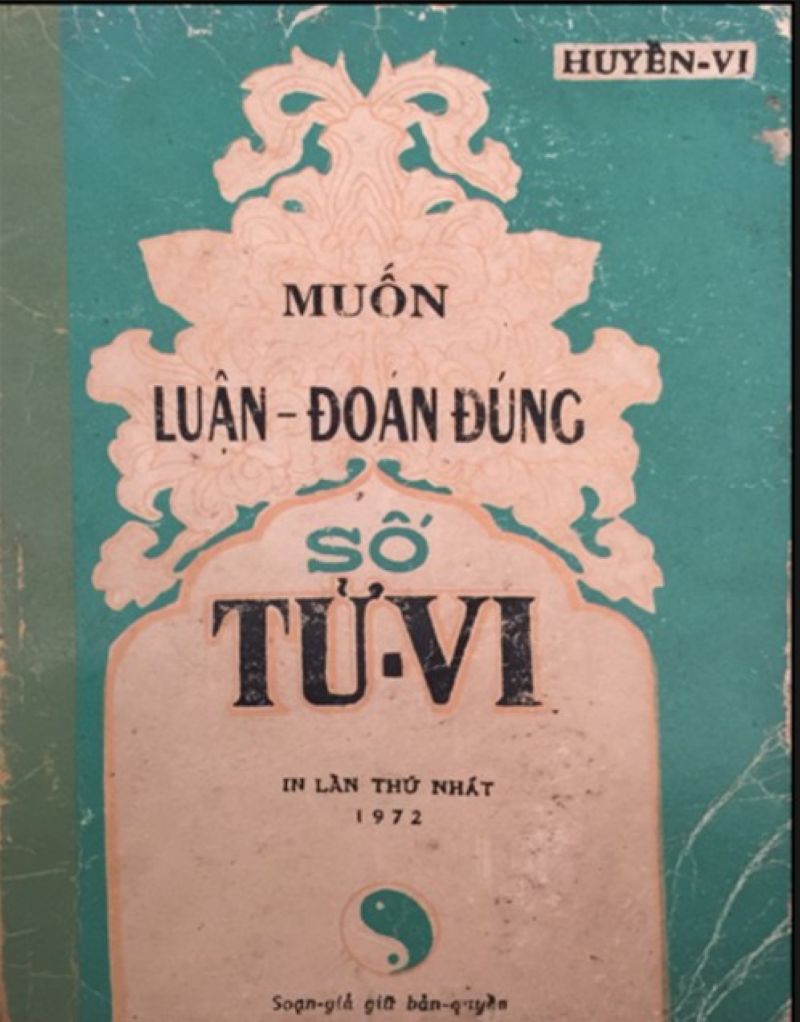 HUYỀN-VI
MUỐN
LUẬN-ĐOÁN ĐÚNG
SỐ
TỬ·VI
IN LẦN THỨ NHẤT
1972
Soạn-giả giữ bản-quyền